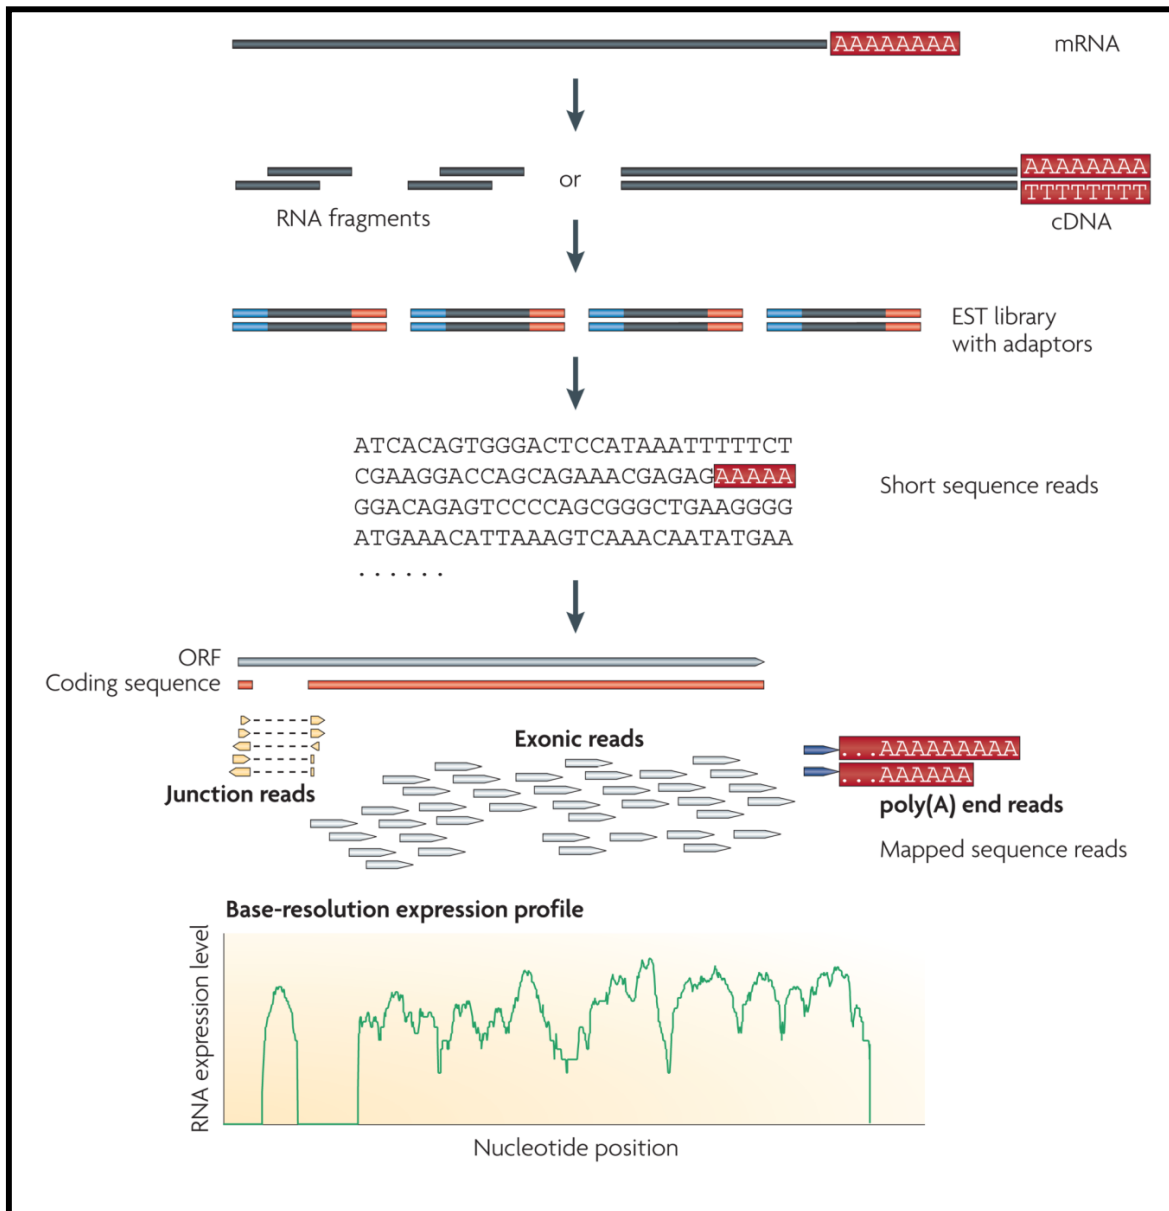 AAAAAAAA
mRNA
or
AAAAAAAA
TTTTTTTT
RNA fragments
cDNA
EST library
with adaptors
ATCACAGTGGGACTCCATAAATTTTTCT
CGAAGGACCAGCAGAAACGAGAGAAAAA
GGACAGAGTCCCCAGCGGGCTGAAGGGG
ATGAAACATTAAAGTCAAACAATATGAA
. . . . . .
Short sequence reads
ORF
Coding sequence
Exonic reads
Junction reads
...AAAAAAAAA
...AAAAAA
poly(A) end reads
Mapped sequence reads
Base-resolution expression profile
RNA expression level
Nucleotide position